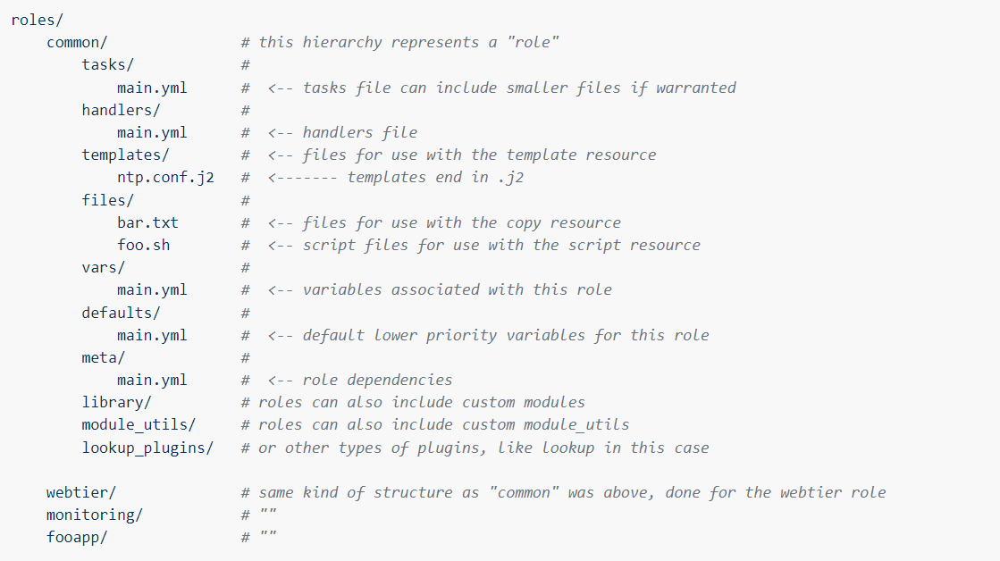 roles/
    common/               # this hierarchy represents a "role"
        tasks/            #
            main.yml      #  <-- tasks file can include smaller files if warranted
        handlers/         #
            main.yml      #  <-- handlers file
        templates/        #  <-- files for use with the template resource
            ntp.conf.j2   #  <------- templates end in .j2
        files/            #
            bar.txt       #  <-- files for use with the copy resource
            foo.sh        #  <-- script files for use with the script resource
        vars/             #
            main.yml      #  <-- variables associated with this role
        defaults/         #
            main.yml      #  <-- default lower priority variables for this role
        meta/             #
            main.yml      #  <-- role dependencies
        library/          # roles can also include custom modules
        module_utils/     # roles can also include custom module_utils
        lookup_plugins/   # or other types of plugins, like lookup in this case

    webtier/              # same kind of structure as "common" was above, done for the webtier role
    monitoring/           # ""
    fooapp/               # ""